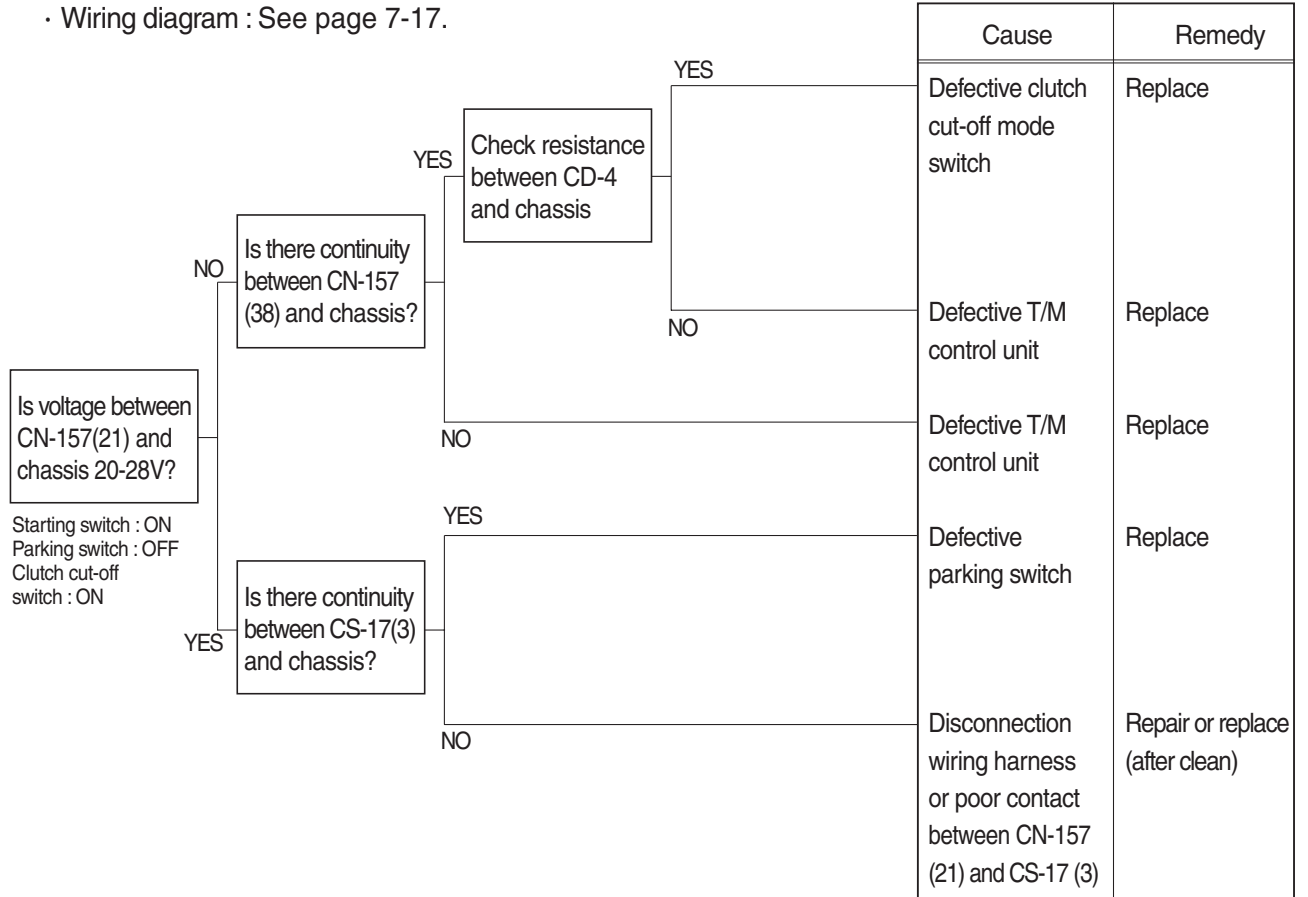 · Wiring diagram : See page 7-17.
Cause
Remedy
YES
Defective clutch
cut-off mode
switch
Replace
YES
Check resistance
between CD-4
and chassis
NO
Is there continuity
between CN-157
(38) and chassis?
NO
Defective T/M
control unit
Replace
Is voltage between
CN-157(21) and
chassis 20-28V?
NO
Defective T/M
control unit
Replace
Starting switch : ON
Parking switch : OFF
Clutch cut-off
switch : ON
YES
Defective
parking switch
Replace
YES
Is there continuity
between CS-17(3)
and chassis?
NO
Disconnection
wiring harness
or poor contact
between CN-157
(21) and CS-17 (3)
Repair or replace
(after clean)